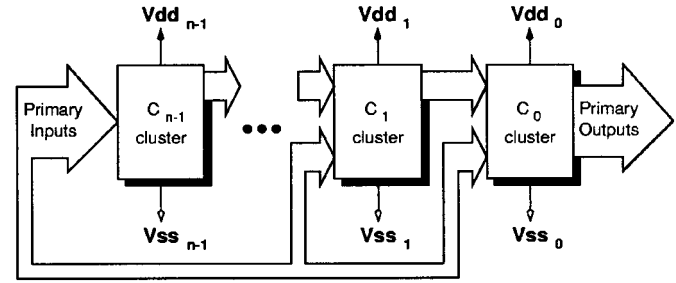 Vdd n-1
Vdd 1
Vdd 0
Primary Inputs
C n-1 cluster
•••
C 1 cluster
C 0 cluster
Primary Outputs
Vss n-1
Vss 1
Vss 0